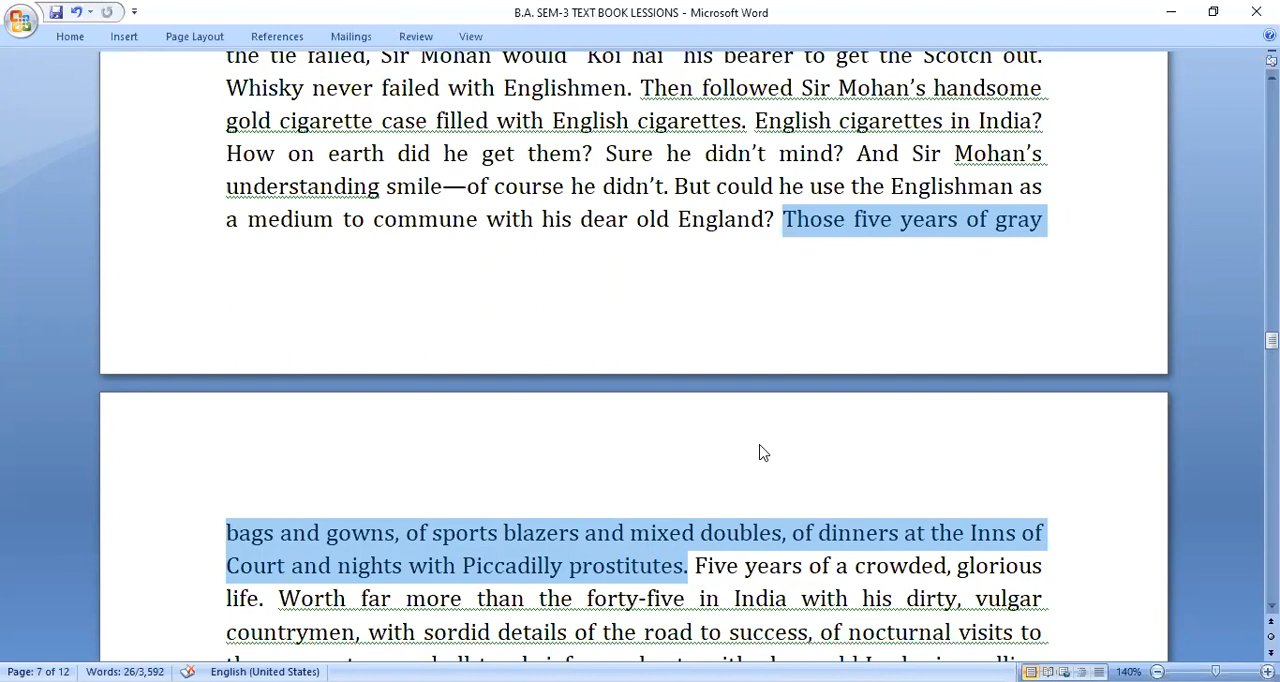 B.A. SEM-3 TEXT BOOK LESSIONS - Microsoft Word
Home Insert Page Layout References Mailings Review View
the tie failed, Sir Mohan would "Koi hai" his bearer to get the Scotch out.
Whisky never failed with Englishmen. Then followed Sir Mohan's handsome
gold cigarette case filled with English cigarettes. English cigarettes in India?
How on earth did he get them? Sure he didn't mind? And Sir Mohan's
understanding smile—of course he didn't. But could he use the Englishman as
a medium to commune with his dear old England? Those five years of gray
bags and gowns, of sports blazers and mixed doubles, of dinners at the Inns of
Court and nights with Piccadilly prostitutes. Five years of a crowded, glorious
life. Worth far more than the forty-five in India with his dirty, vulgar
countrymen, with sordid details of the road to success, of nocturnal visits to
Page: 7 of 12 Words: 26/3,592 English (United States) 140%